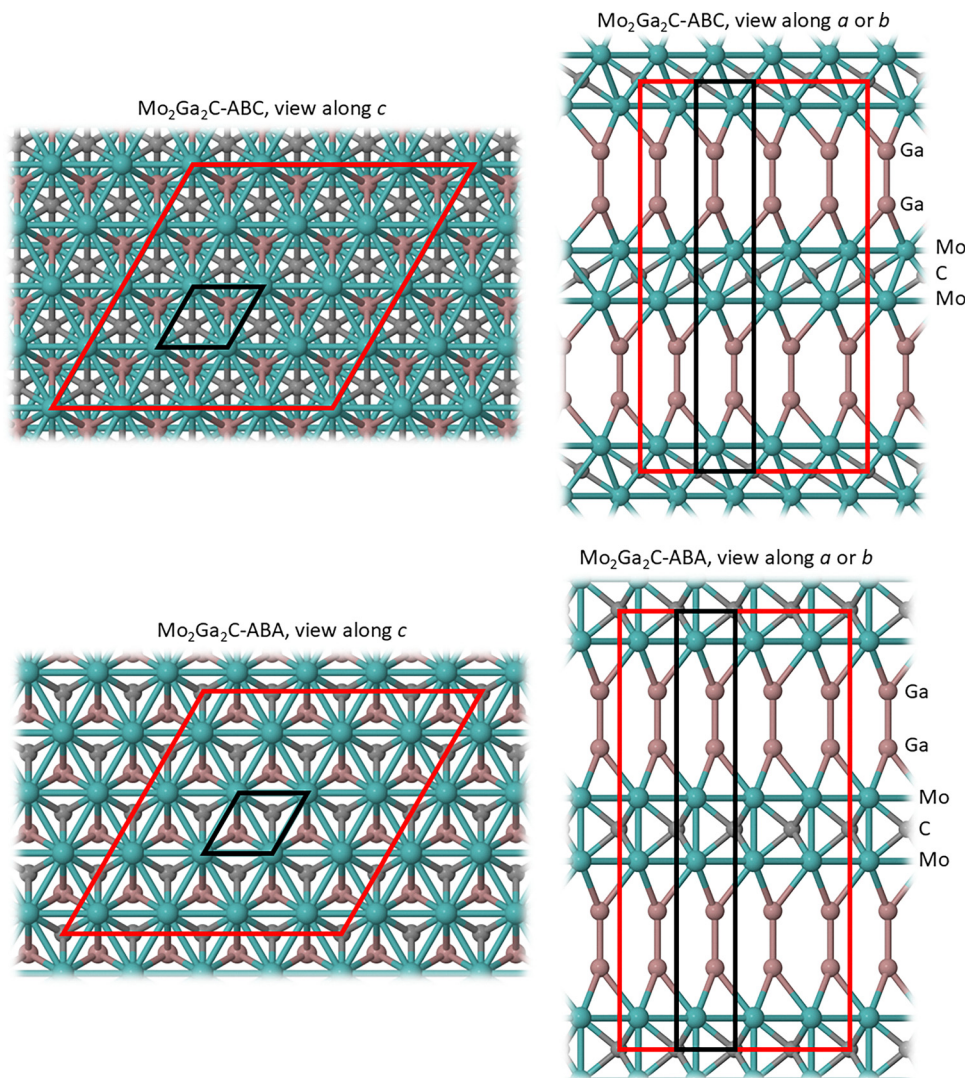 Mo₂Ga₂C-ABC, view along c
Mo₂Ga₂C-ABC, view along a or b
Ga
Ga
Mo
C
Mo
Mo₂Ga₂C-ABA, view along c
Mo₂Ga₂C-ABA, view along a or b
Ga
Ga
Mo
C
Mo